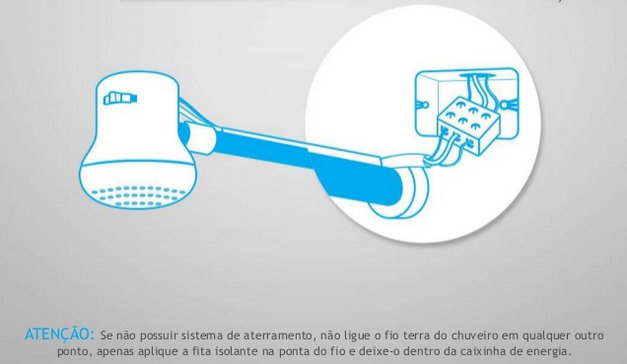 ATENÇÃO: Se não possuir sistema de aterramento, não ligue o fio terra do chuveiro em qualquer outro
ponto, apenas aplique a fita isolante na ponta do fio e deixe-o dentro da caixinha de energia.